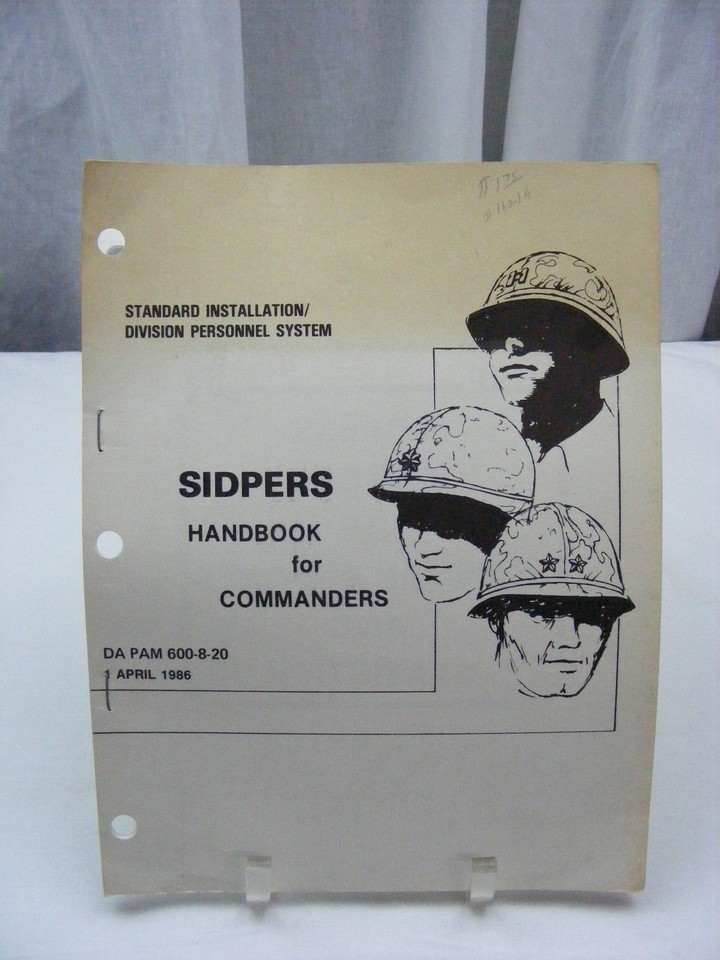 STANDARD INSTALLATION/
DIVISION PERSONNEL SYSTEM
SIDPERS
HANDBOOK
for
COMMANDERS
DA PAM 600-8-20
1 APRIL 1986